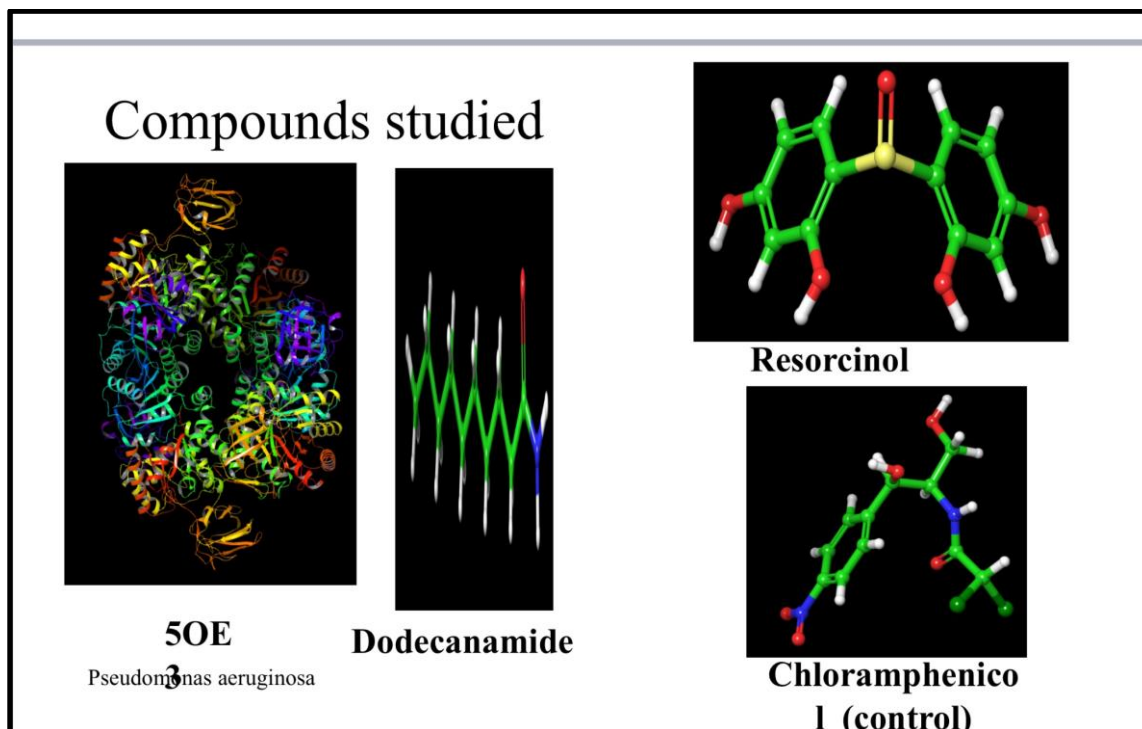 Compounds studied
Resorcinol
5OE
3
Pseudomonas aeruginosa
Dodecanamide
Chloramphenico
l (control)